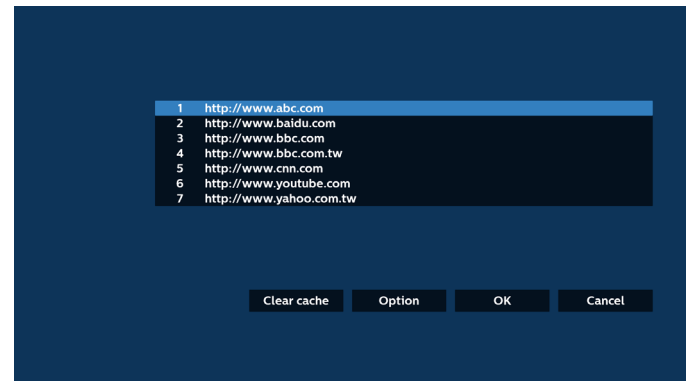 1 http://www.abc.com
2 http://www.baidu.com
3 http://www.bbc.com
4 http://www.bbc.com.tw
5 http://www.cnn.com
6 http://www.youtube.com
7 http://www.yahoo.com.tw
Clear cache Option OK Cancel